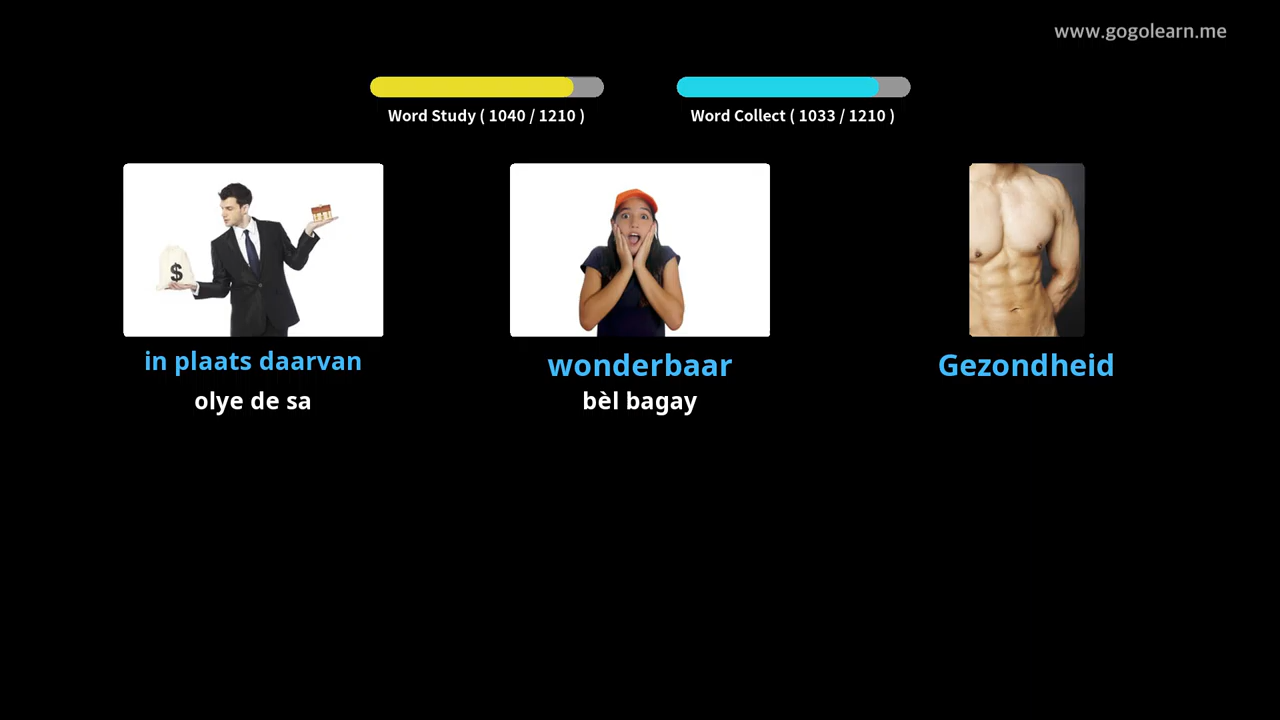 www.gogolearn.me
Word Study ( 1040 / 1210 )
Word Collect ( 1033 / 1210 )
$
in plaats daarvan
wonderbaar
Gezondheid
olye de sa
bèl bagay